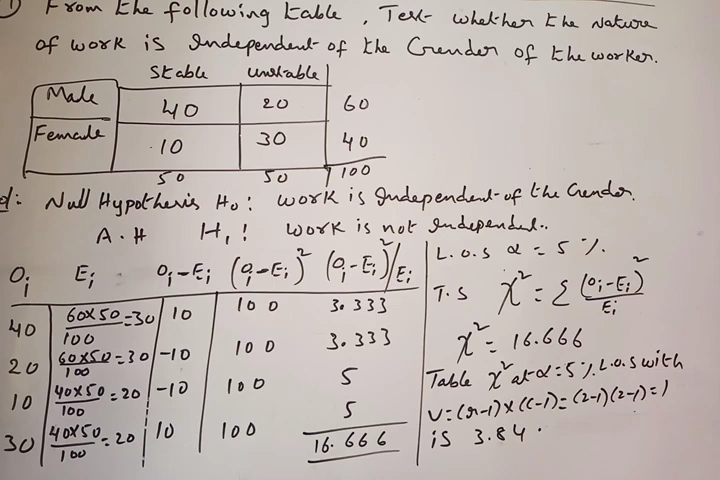 1) From the following table, Test whether the Nature
of work is Independent of the Gender of the worker.
Stable unstable
Male 40 20 60
Female 10 30 40
50 50 100
Null Hypothesis H₀: work is Independent of the Gender.
A.H H₁: work is not Independent.
Oᵢ Eᵢ Oᵢ-Eᵢ (Oᵢ-Eᵢ)² (Oᵢ-Eᵢ)²/Eᵢ
40 60×50/100 = 30 10 100 3.333
20 60×50/100 = 30 -10 100 3.333
10 40×50/100 = 20 -10 100 5
30 40×50/100 = 20 10 100 5
16.666
L.O.S α = 5%.
T.S χ² = Σ (Oᵢ-Eᵢ)²/Eᵢ
χ² = 16.666
Table χ² at α=5% L.O.S with
ν=(r-1)×(c-1)=(2-1)(2-1)=1
is 3.84.